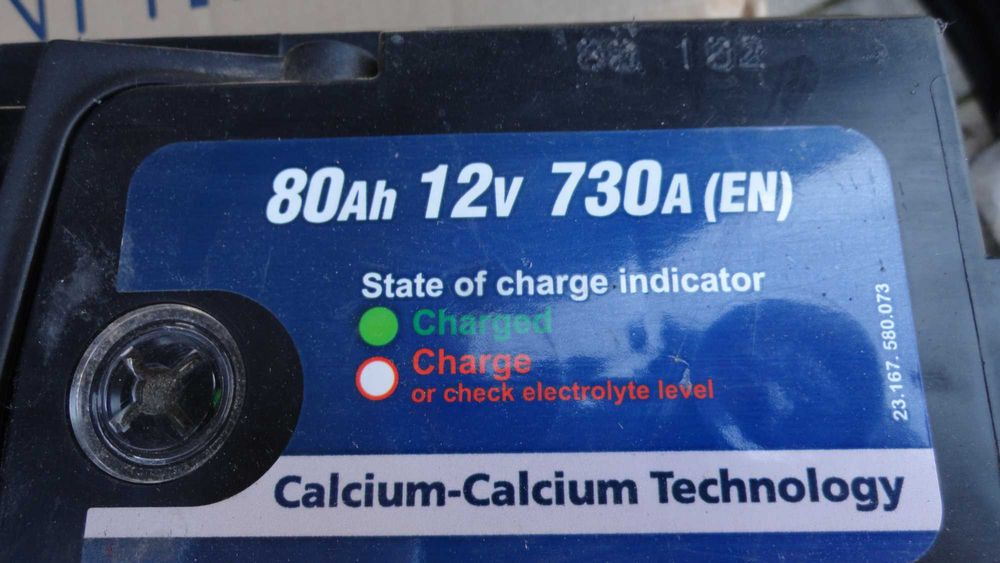 80Ah 12V 730A (EN)
State of charge indicator
Charged
Charge
or check electrolyte level
23.167. 580.073
Calcium-Calcium Technology